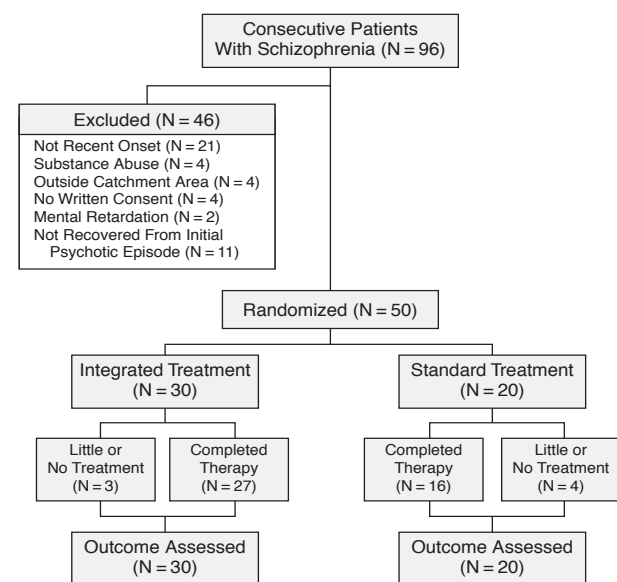 Consecutive Patients
With Schizophrenia (N = 96)
Excluded (N = 46)
Not Recent Onset (N = 21)
Substance Abuse (N = 4)
Outside Catchment Area (N = 4)
No Written Consent (N = 4)
Mental Retardation (N = 2)
Not Recovered From Initial
Psychotic Episode (N = 11)
Randomized (N = 50)
Integrated Treatment
(N = 30)
Standard Treatment
(N = 20)
Little or
No Treatment
(N = 3)
Completed
Therapy
(N = 27)
Completed
Therapy
(N = 16)
Little or
No Treatment
(N = 4)
Outcome Assessed
(N = 30)
Outcome Assessed
(N = 20)